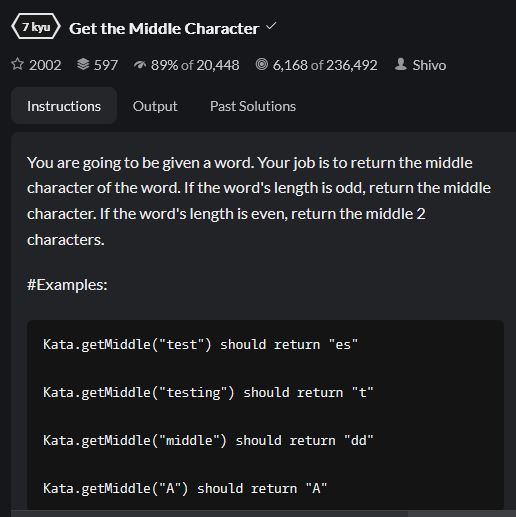 7 kyu Get the Middle Character
2002 597 89% of 20,448 6,168 of 236,492 Shivo
Instructions Output Past Solutions
You are going to be given a word. Your job is to return the middle
character of the word. If the word's length is odd, return the middle
character. If the word's length is even, return the middle 2
characters.
#Examples:
Kata.getMiddle("test") should return "es"
Kata.getMiddle("testing") should return "t"
Kata.getMiddle("middle") should return "dd"
Kata.getMiddle("A") should return "A"